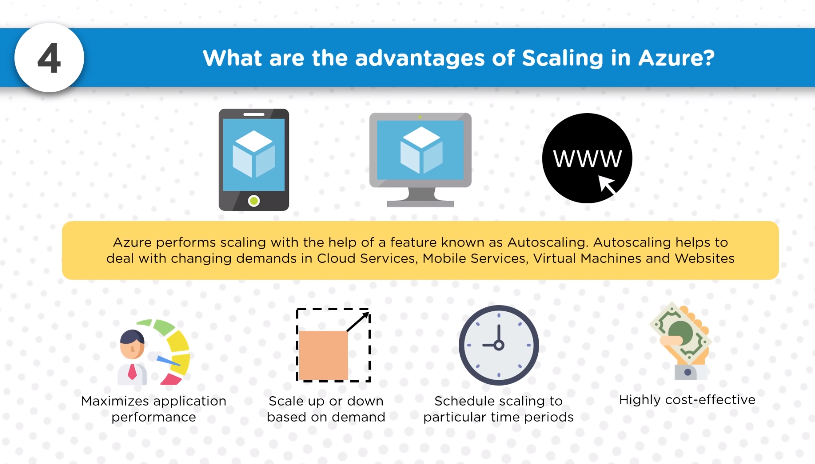 4
What are the advantages of Scaling in Azure?
WWW
Azure performs scaling with the help of a feature known as Autoscaling. Autoscaling helps to
deal with changing demands in Cloud Services, Mobile Services, Virtual Machines and Websites
Maximizes application
performance
Scale up or down
based on demand
Schedule scaling to
particular time periods
Highly cost-effective